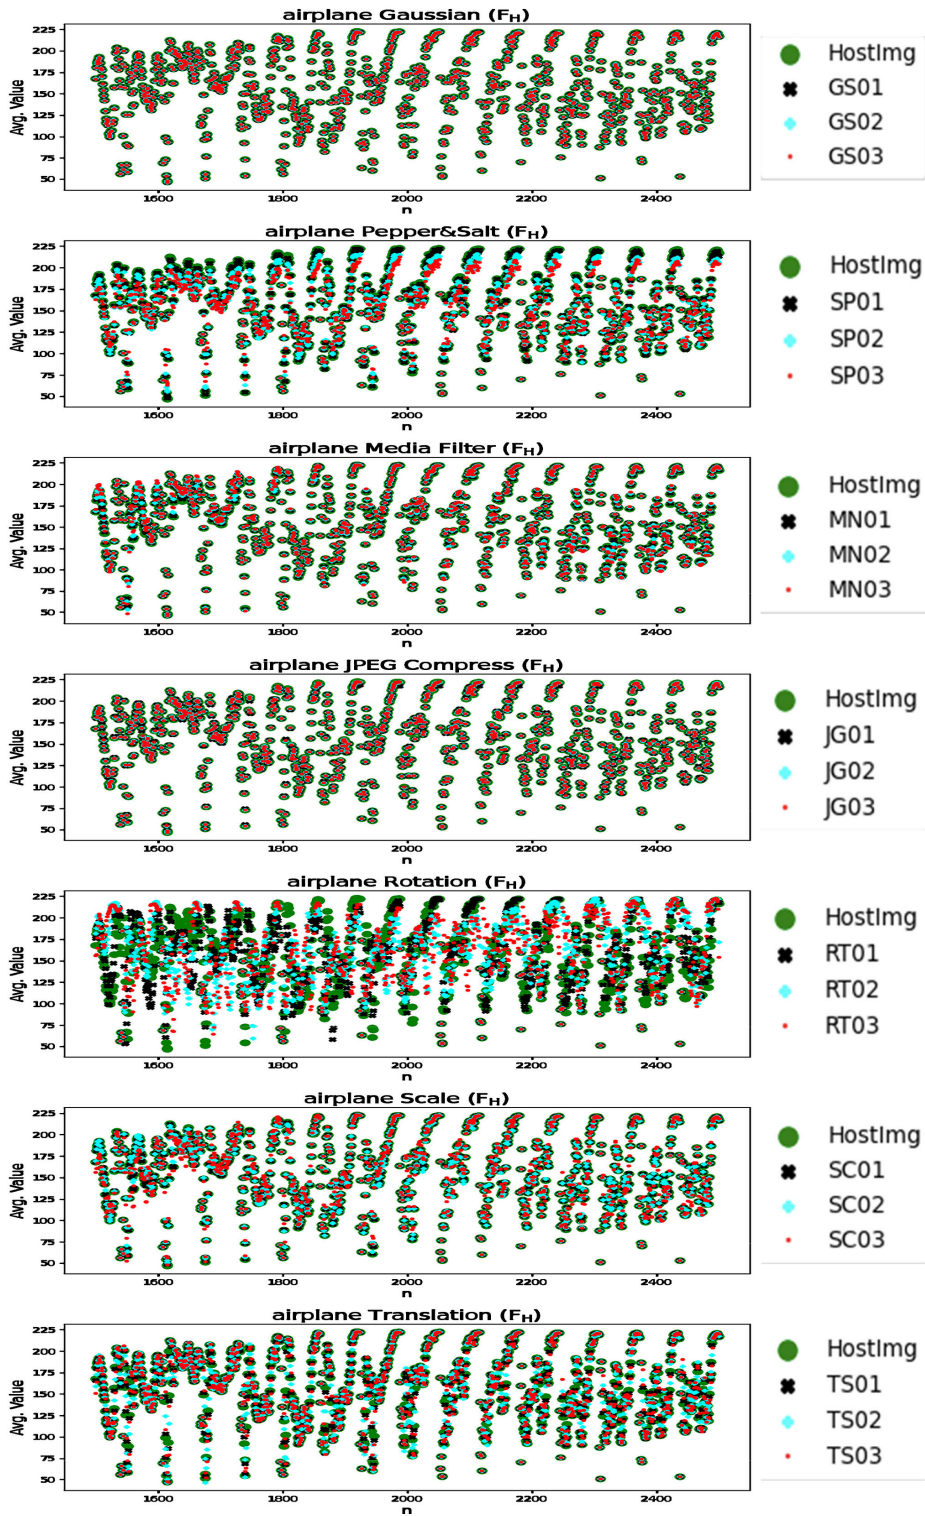 airplane Gaussian (F_H)
225
200
175
150
125
100
75
50
Avg. Value
1600 1800 2000 2200 2400
n
HostImg
GS01
GS02
GS03
airplane Pepper&Salt (F_H)
225
200
175
150
125
100
75
50
Avg. Value
1600 1800 2000 2200 2400
n
HostImg
SP01
SP02
SP03
airplane Media Filter (F_H)
225
200
175
150
125
100
75
50
Avg. Value
1600 1800 2000 2200 2400
n
HostImg
MN01
MN02
MN03
airplane JPEG Compress (F_H)
225
200
175
150
125
100
75
50
Avg. Value
1600 1800 2000 2200 2400
n
HostImg
JG01
JG02
JG03
airplane Rotation (F_H)
225
200
175
150
125
100
75
50
Avg. Value
1600 1800 2000 2200 2400
n
HostImg
RT01
RT02
RT03
airplane Scale (F_H)
225
200
175
150
125
100
75
50
Avg. Value
1600 1800 2000 2200 2400
n
HostImg
SC01
SC02
SC03
airplane Translation (F_H)
225
200
175
150
125
100
75
50
Avg. Value
1600 1800 2000 2200 2400
n
HostImg
TS01
TS02
TS03